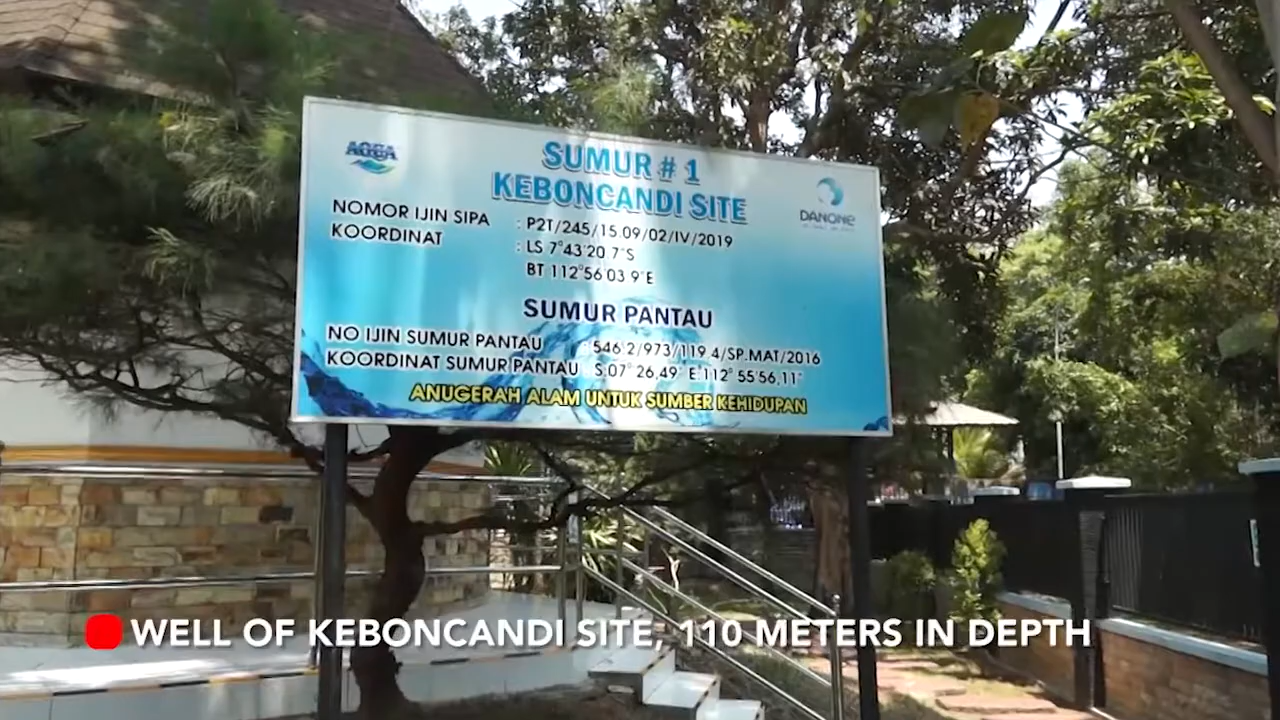 AQUA
SUMUR # 1
KEBONCANDI SITE
DANONE
NOMOR IJIN SIPA : P2T/245/15.09/02/IV/2019
KOORDINAT : LS 7°43'20 7"S
BT 112°56'03 9"E
SUMUR PANTAU
NO IJIN SUMUR PANTAU : 546.2/973/119.4/SP.MAT/2016
KOORDINAT SUMUR PANTAU S:07° 26,49" E:112° 55'56,11"
ANUGERAH ALAM UNTUK SUMBER KEHIDUPAN
WELL OF KEBONCANDI SITE, 110 METERS IN DEPTH